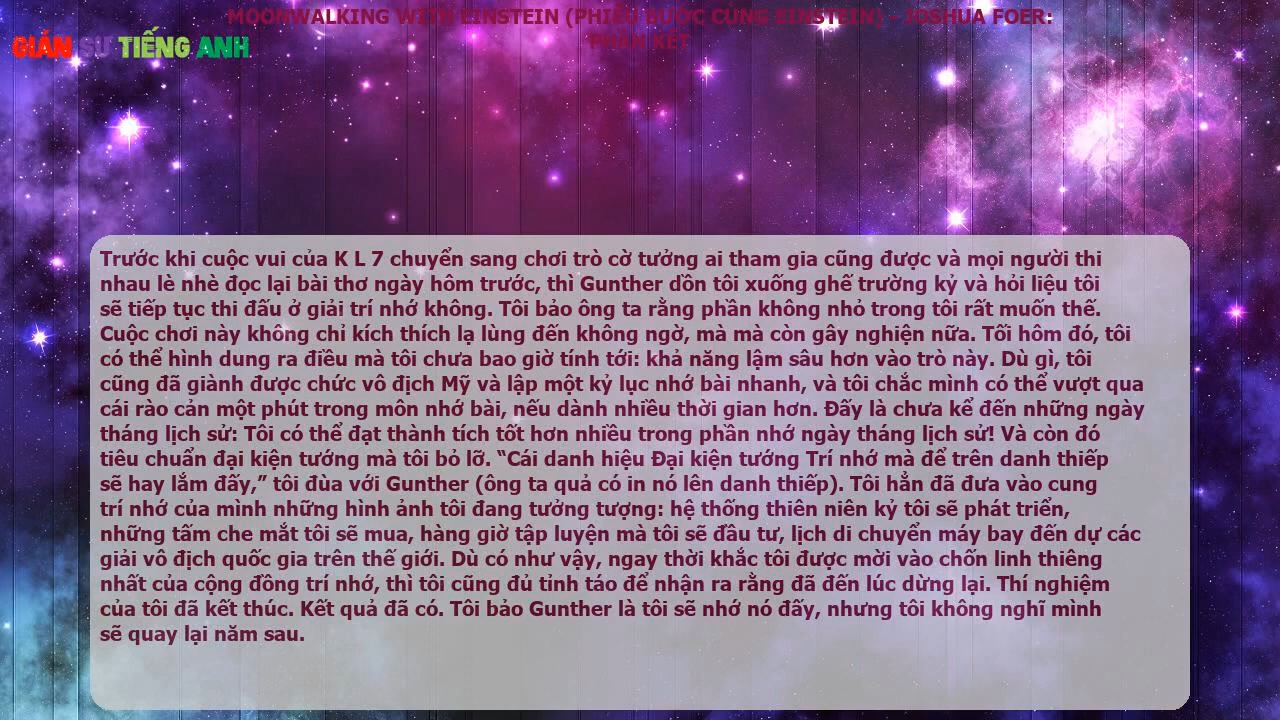 MOONWALKING WITH EINSTEIN (PHIÊU BƯỚC CÙNG EINSTEIN) - JOSHUA FOER:
PHẦN KẾT
GIÁN SƯ TIẾNG ANH
Trước khi cuộc vui của K L 7 chuyển sang chơi trò cờ tưởng ai tham gia cũng được và mọi người thi
nhau lè nhè đọc lại bài thơ ngày hôm trước, thì Gunther dồn tôi xuống ghế trường kỷ và hỏi liệu tôi
sẽ tiếp tục thi đấu ở giải trí nhớ không. Tôi bảo ông ta rằng phần không nhỏ trong tôi rất muốn thế.
Cuộc chơi này không chỉ kích thích lạ lùng đến không ngờ, mà mà còn gây nghiện nữa. Tối hôm đó, tôi
có thể hình dung ra điều mà tôi chưa bao giờ tính tới: khả năng lậm sâu hơn vào trò này. Dù gì, tôi
cũng đã giành được chức vô địch Mỹ và lập một kỷ lục nhớ bài nhanh, và tôi chắc mình có thể vượt qua
cái rào cản một phút trong môn nhớ bài, nếu dành nhiều thời gian hơn. Đấy là chưa kể đến những ngày
tháng lịch sử: Tôi có thể đạt thành tích tốt hơn nhiều trong phần nhớ ngày tháng lịch sử! Và còn đó
tiêu chuẩn đại kiện tướng mà tôi bỏ lỡ. “Cái danh hiệu Đại kiện tướng Trí nhớ mà để trên danh thiếp
sẽ hay lắm đấy,” tôi đùa với Gunther (ông ta quả có in nó lên danh thiếp). Tôi hẳn đã đưa vào cung
trí nhớ của mình những hình ảnh tôi đang tưởng tượng: hệ thống thiên niên kỷ tôi sẽ phát triển,
những tấm che mắt tôi sẽ mua, hàng giờ tập luyện mà tôi sẽ đầu tư, lịch di chuyển máy bay đến dự các
giải vô địch quốc gia trên thế giới. Dù có như vậy, ngay thời khắc tôi được mời vào chốn linh thiêng
nhất của cộng đồng trí nhớ, thì tôi cũng đủ tỉnh táo để nhận ra rằng đã đến lúc dừng lại. Thí nghiệm
của tôi đã kết thúc. Kết quả đã có. Tôi bảo Gunther là tôi sẽ nhớ nó đấy, nhưng tôi không nghĩ mình
sẽ quay lại năm sau.